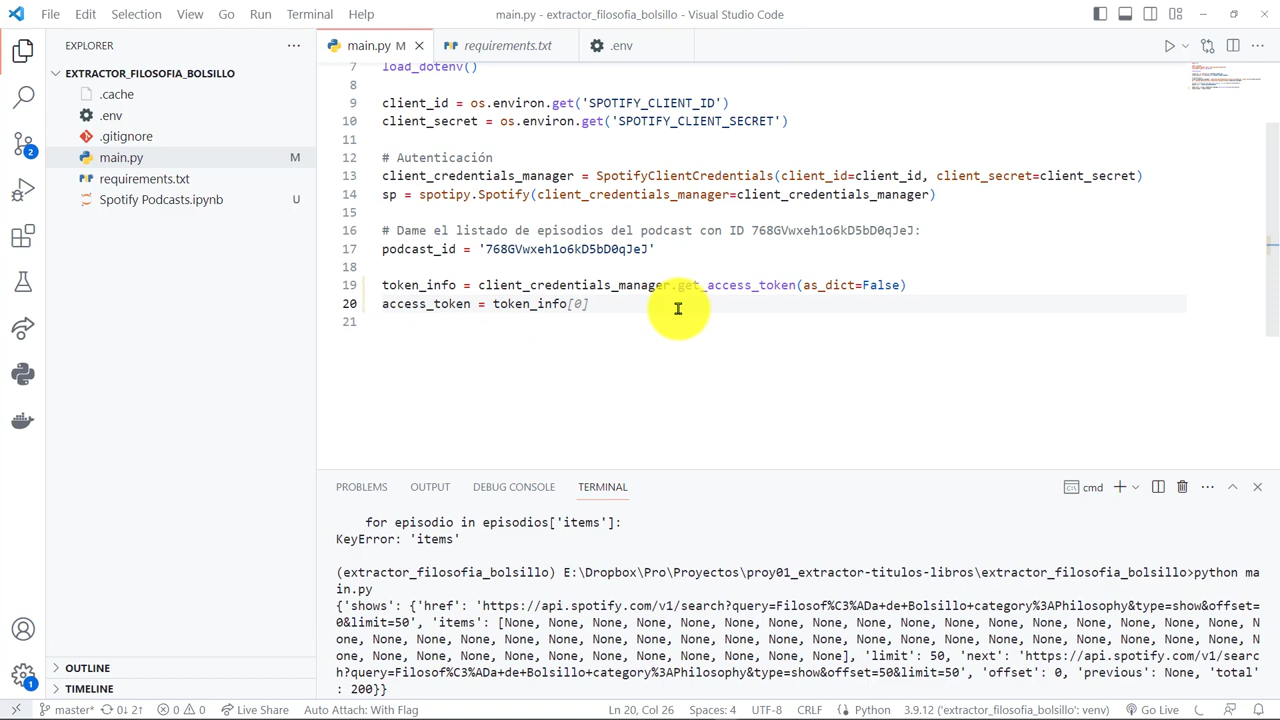 File Edit Selection View Go Run Terminal Help
main.py - extractor_filosofia_bolsillo - Visual Studio Code
EXPLORER
main.py M
requirements.txt
.env
EXTRACTOR_FILOSOFIA_BOLSILLO
.cache
.env
.gitignore
main.py M
requirements.txt
Spotify Podcasts.ipynb U
2
7 load_dotenv()
8
9 client_id = os.environ.get('SPOTIFY_CLIENT_ID')
10 client_secret = os.environ.get('SPOTIFY_CLIENT_SECRET')
11
12 # Autenticación
13 client_credentials_manager = SpotifyClientCredentials(client_id=client_id, client_secret=client_secret)
14 sp = spotipy.Spotify(client_credentials_manager=client_credentials_manager)
15
16 # Dame el listado de episodios del podcast con ID 768GVwxeh1o6kD5bD0qJeJ:
17 podcast_id = '768GVwxeh1o6kD5bD0qJeJ'
18
19 token_info = client_credentials_manager.get_access_token(as_dict=False)
20 access_token = token_info[0]
21
PROBLEMS OUTPUT DEBUG CONSOLE TERMINAL
cmd
for episodio in episodios['items']:
KeyError: 'items'
(extractor_filosofia_bolsillo) E:\Dropbox\Pro\Proyectos\proy01_extractor-titulos-libros\extractor_filosofia_bolsillo>python ma
in.py
{'shows': {'href': 'https://api.spotify.com/v1/search?query=Filosof%C3%ADa+de+Bolsillo+category%3APhilosophy&type=show&offset=
0&limit=50', 'items': [None, None, None, None, None, None, None, None, None, None, None, None, None, None, None, None, None, N
one, None, None, None, None, None, None, None, None, None, None, None, None, None, None, None, None, None, None, None, None, N
one, None, None, None, None, None, None, None, None, None, None, None], 'limit': 50, 'next': 'https://api.spotify.com/v1/searc
h?query=Filosof%C3%ADa+de+Bolsillo+category%3APhilosophy&type=show&offset=50&limit=50', 'offset': 0, 'previous': None, 'total'
: 200}}
OUTLINE
TIMELINE
1
master* 0↓ 2↑ 0 0 Live Share Auto Attach: With Flag
Ln 20, Col 26 Spaces: 4 UTF-8 CRLF Python 3.9.12 ('extractor_filosofia_bolsillo': venv) Go Live